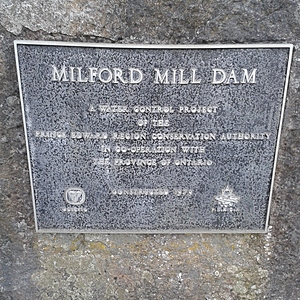 MILFORD MILL DAM
A WATER CONTROL PROJECT
OF THE
PRINCE EDWARD REGION CONSERVATION AUTHORITY
IN CO-OPERATION WITH
THE PROVINCE OF ONTARIO
CONSTRUCTED